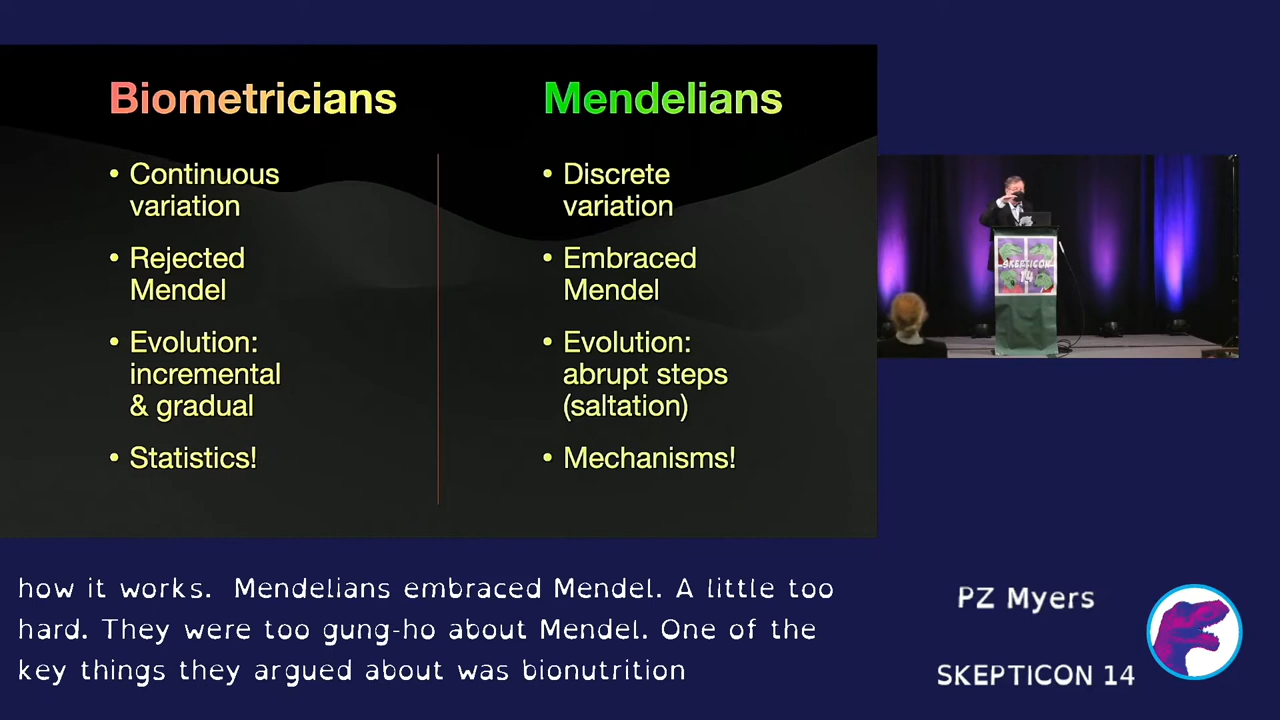 Biometricians
• Continuous
variation
• Rejected
Mendel
• Evolution:
incremental
& gradual
• Statistics!
Mendelians
• Discrete
variation
• Embraced
Mendel
• Evolution:
abrupt steps
(saltation)
• Mechanisms!
SKEPTICON
14
how it works. Mendelians embraced Mendel. A little too
hard. They were too gung-ho about Mendel. One of the
key things they argued about was bionutrition
PZ Myers
SKEPTICON 14